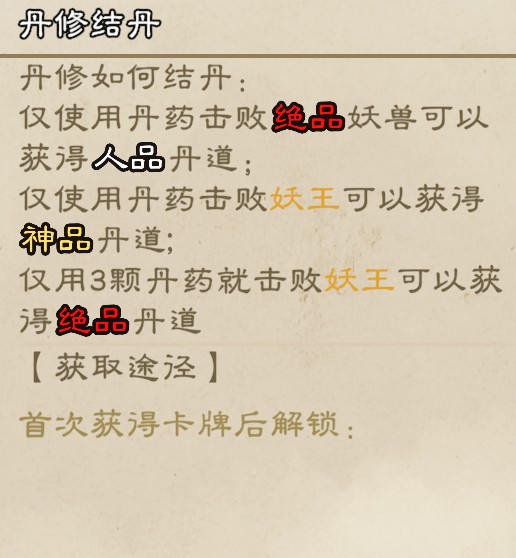 丹修结丹
丹修如何结丹：
仅使用丹药击败绝品妖兽可以
获得人品丹道；
仅使用丹药击败妖王可以获得
神品丹道；
仅用3颗丹药就击败妖王可以获
得绝品丹道
【获取途径】
首次获得卡牌后解锁：